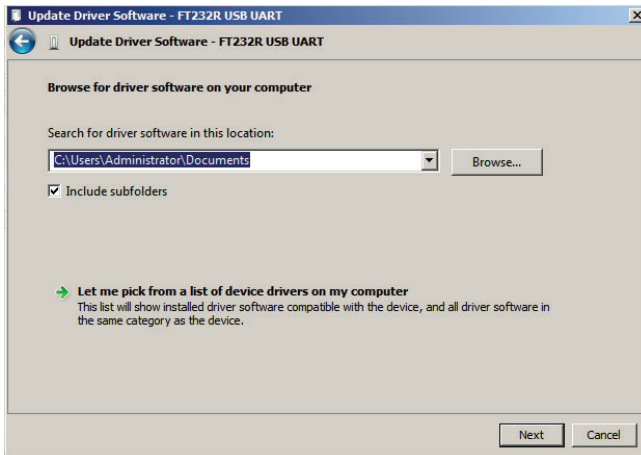 Update Driver Software - FT232R USB UART
Update Driver Software - FT232R USB UART
Browse for driver software on your computer
Search for driver software in this location:
C:\Users\Administrator\Documents
Browse...
Include subfolders
Let me pick from a list of device drivers on my computer
This list will show installed driver software compatible with the device, and all driver software in
the same category as the device.
Next Cancel